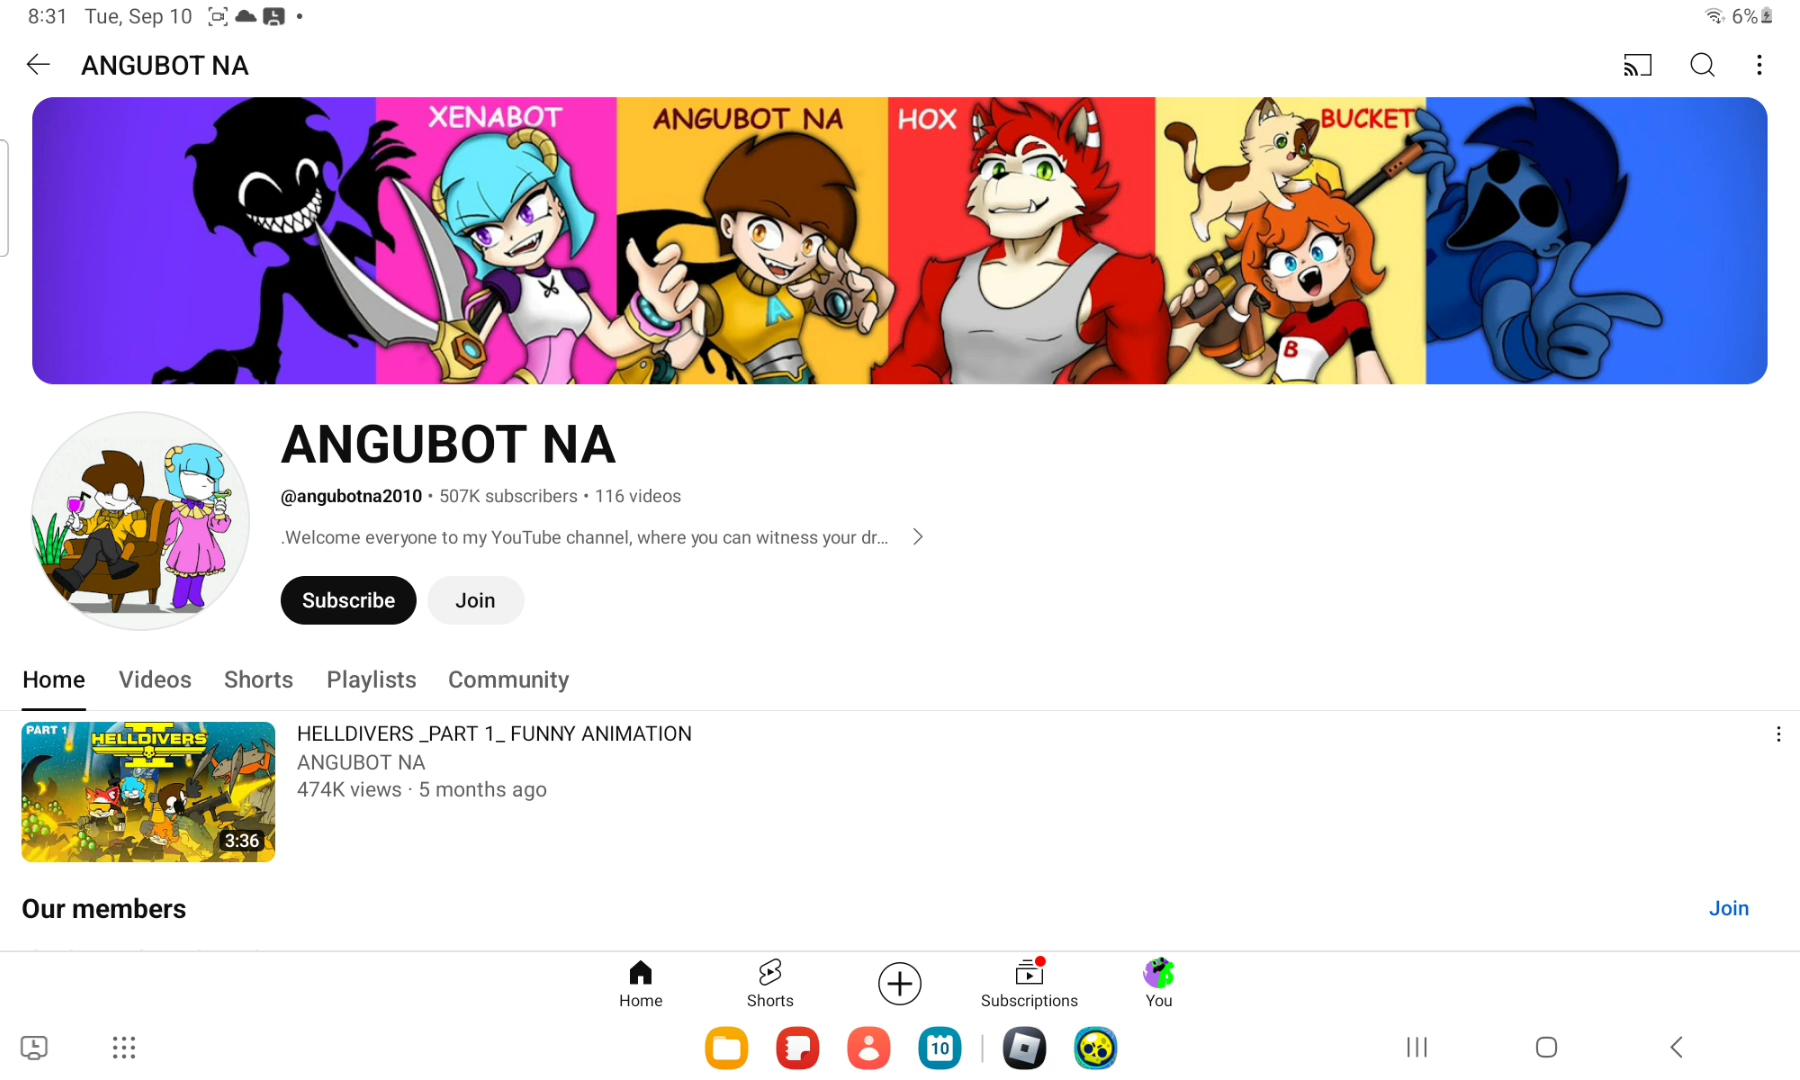 8:31 Tue, Sep 10
6%
ANGUBOT NA
XENABOT
ANGUBOT NA
HOX
BUCKET
A
B
ANGUBOT NA
@angubotna2010 • 507K subscribers • 116 videos
.Welcome everyone to my YouTube channel, where you can witness your dr...
Subscribe
Join
Home
Videos
Shorts
Playlists
Community
PART 1
HELLDIVERS
II
3:36
HELLDIVERS _PART 1_ FUNNY ANIMATION
ANGUBOT NA
474K views · 5 months ago
Our members
Join
Home
Shorts
Subscriptions
You
10